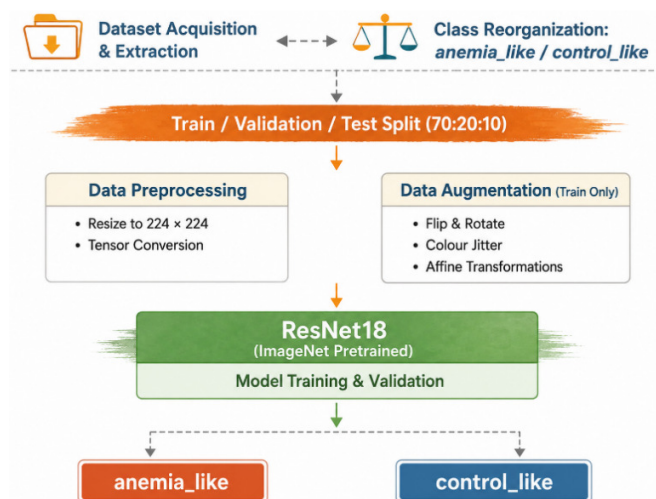 Dataset Acquisition
& Extraction
Class Reorganization:
anemia_like / control_like
Train / Validation / Test Split (70:20:10)
Data Preprocessing
• Resize to 224 × 224
• Tensor Conversion
Data Augmentation (Train Only)
• Flip & Rotate
• Colour Jitter
• Affine Transformations
ResNet18
(ImageNet Pretrained)
Model Training & Validation
anemia_like
control_like